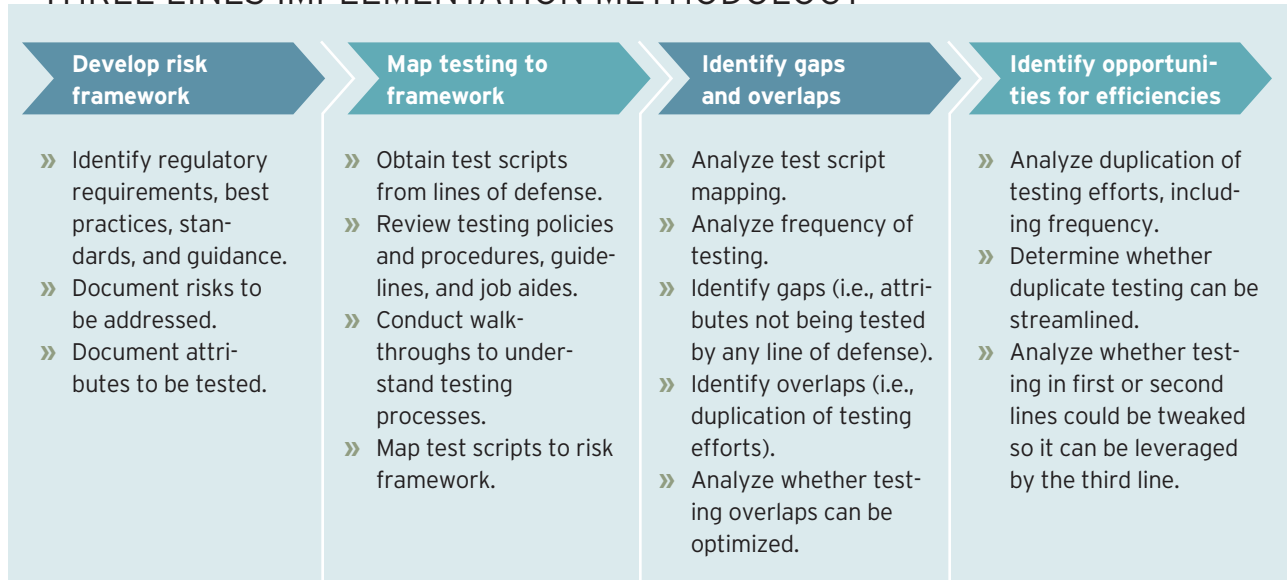 THREE LINES IMPLEMENTATION METHODOLOGY
Develop risk
framework
» Identify regulatory
requirements, best
practices, stan-
dards, and guidance.
» Document risks to
be addressed.
» Document attri-
butes to be tested.
Map testing to
framework
» Obtain test scripts
from lines of defense.
» Review testing policies
and procedures, guide-
lines, and job aides.
» Conduct walk-
throughs to under-
stand testing
processes.
» Map test scripts to risk
framework.
Identify gaps
and overlaps
» Analyze test script
mapping.
» Analyze frequency of
testing.
» Identify gaps (i.e., attri-
butes not being tested
by any line of defense).
» Identify overlaps (i.e.,
duplication of testing
efforts).
» Analyze whether test-
ing overlaps can be
optimized.
Identify opportuni-
ties for efficiencies
» Analyze duplication of
testing efforts, includ-
ing frequency.
» Determine whether
duplicate testing can be
streamlined.
» Analyze whether test-
ing in first or second
lines could be tweaked
so it can be leveraged
by the third line.